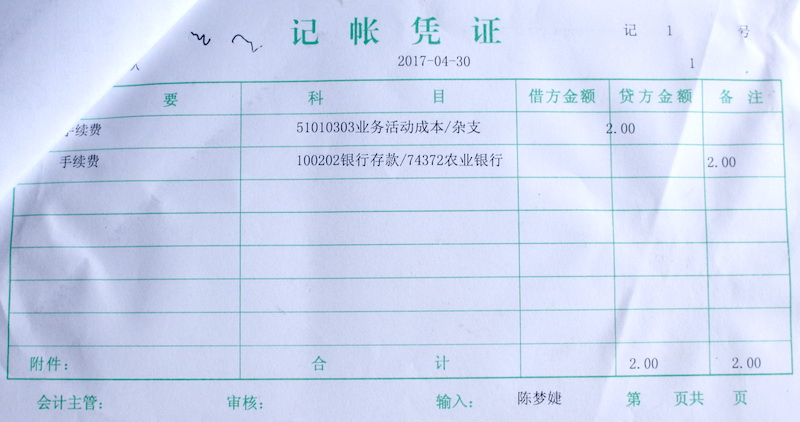 记帐凭证
记 1 号
2017-04-30 1
要 科目 借方金额 贷方金额 备注
手续费 51010303业务活动成本/杂支 2.00
手续费 100202银行存款/74372农业银行 2.00
附件: 合计 2.00 2.00
会计主管: 审核: 输入: 陈梦婕 第 页共 页